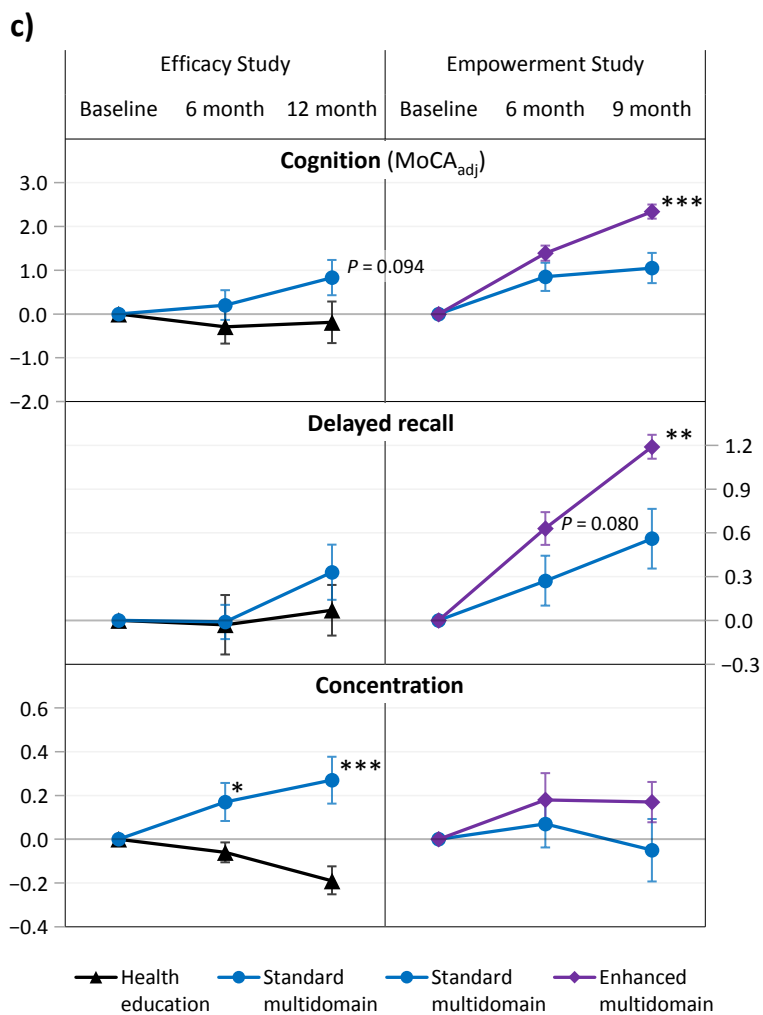 c)
Efficacy Study Empowerment Study
Baseline 6 month 12 month Baseline 6 month 9 month
Cognition (MoCAadj)
3.0
2.0
1.0
0.0
−1.0
−2.0
P = 0.094
***
Delayed recall
1.2
0.9
0.6
0.3
0.0
−0.3
P = 0.080
**
Concentration
0.6
0.4
0.2
0.0
−0.2
−0.4
*
***
Health education
Standard multidomain
Standard multidomain
Enhanced multidomain